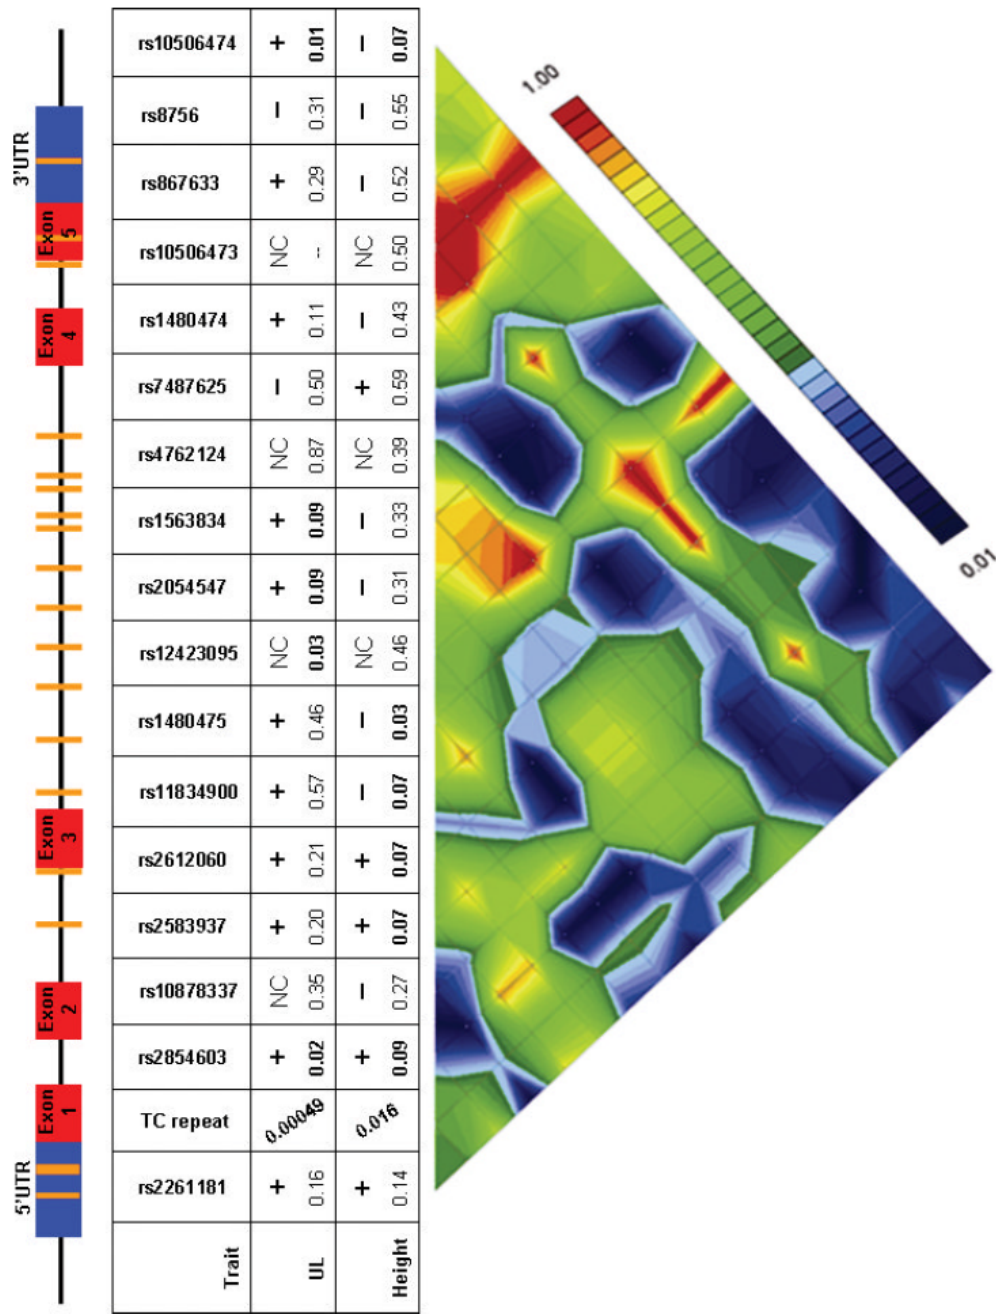 5'UTR
Exon 1
Exon 2
Exon 3
Exon 4
Exon 5
3'UTR
Trait rs2261181 TC repeat rs2854603 rs10878337 rs2583937 rs2612060 rs11834900 rs1480475 rs12423095 rs2054547 rs1563834 rs4762124 rs7487625 rs1480474 rs10506473 rs867633 rs8756 rs10506474
+ + NC + + + + NC + + NC − + NC + − +
UL 0.16 0.00049 0.02 0.35 0.20 0.21 0.57 0.46 0.03 0.09 0.09 0.87 0.50 0.11 -- 0.29 0.31 0.01
+ + − + + − − NC − − NC + − NC − − −
Height 0.14 0.016 0.09 0.27 0.07 0.07 0.07 0.03 0.46 0.31 0.33 0.39 0.59 0.43 0.50 0.52 0.55 0.07
0.01
1.00